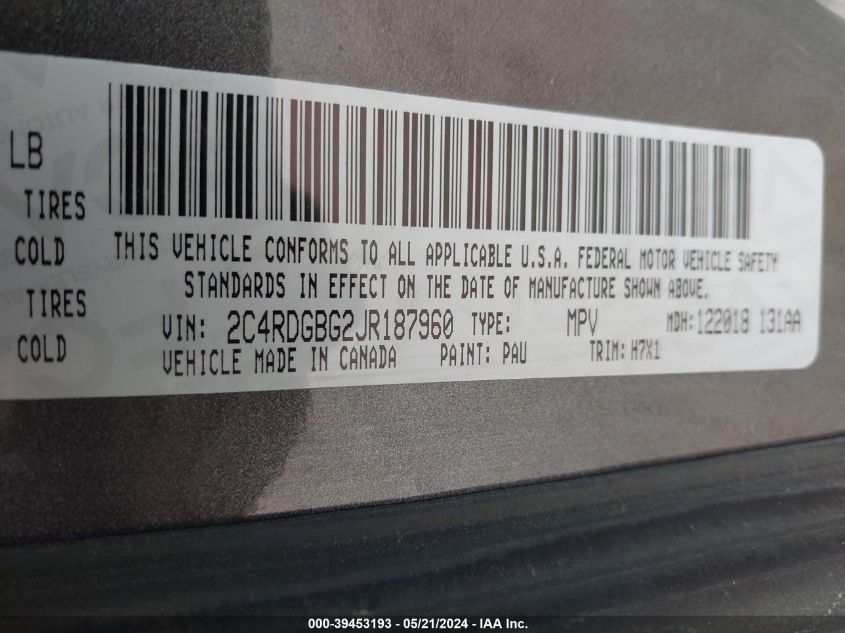 LB
TIRES
COLD
TIRES
COLD
THIS VEHICLE CONFORMS TO ALL APPLICABLE U.S.A. FEDERAL MOTOR VEHICLE SAFETY
STANDARDS IN EFFECT ON THE DATE OF MANUFACTURE SHOWN ABOVE.
VIN: 2C4RDGBG2JR187960 TYPE: MPV MDH: 122018 131AA
VEHICLE MADE IN CANADA PAINT: PAU TRIM: H7X1
000-39453193 - 05/21/2024 - IAA Inc.